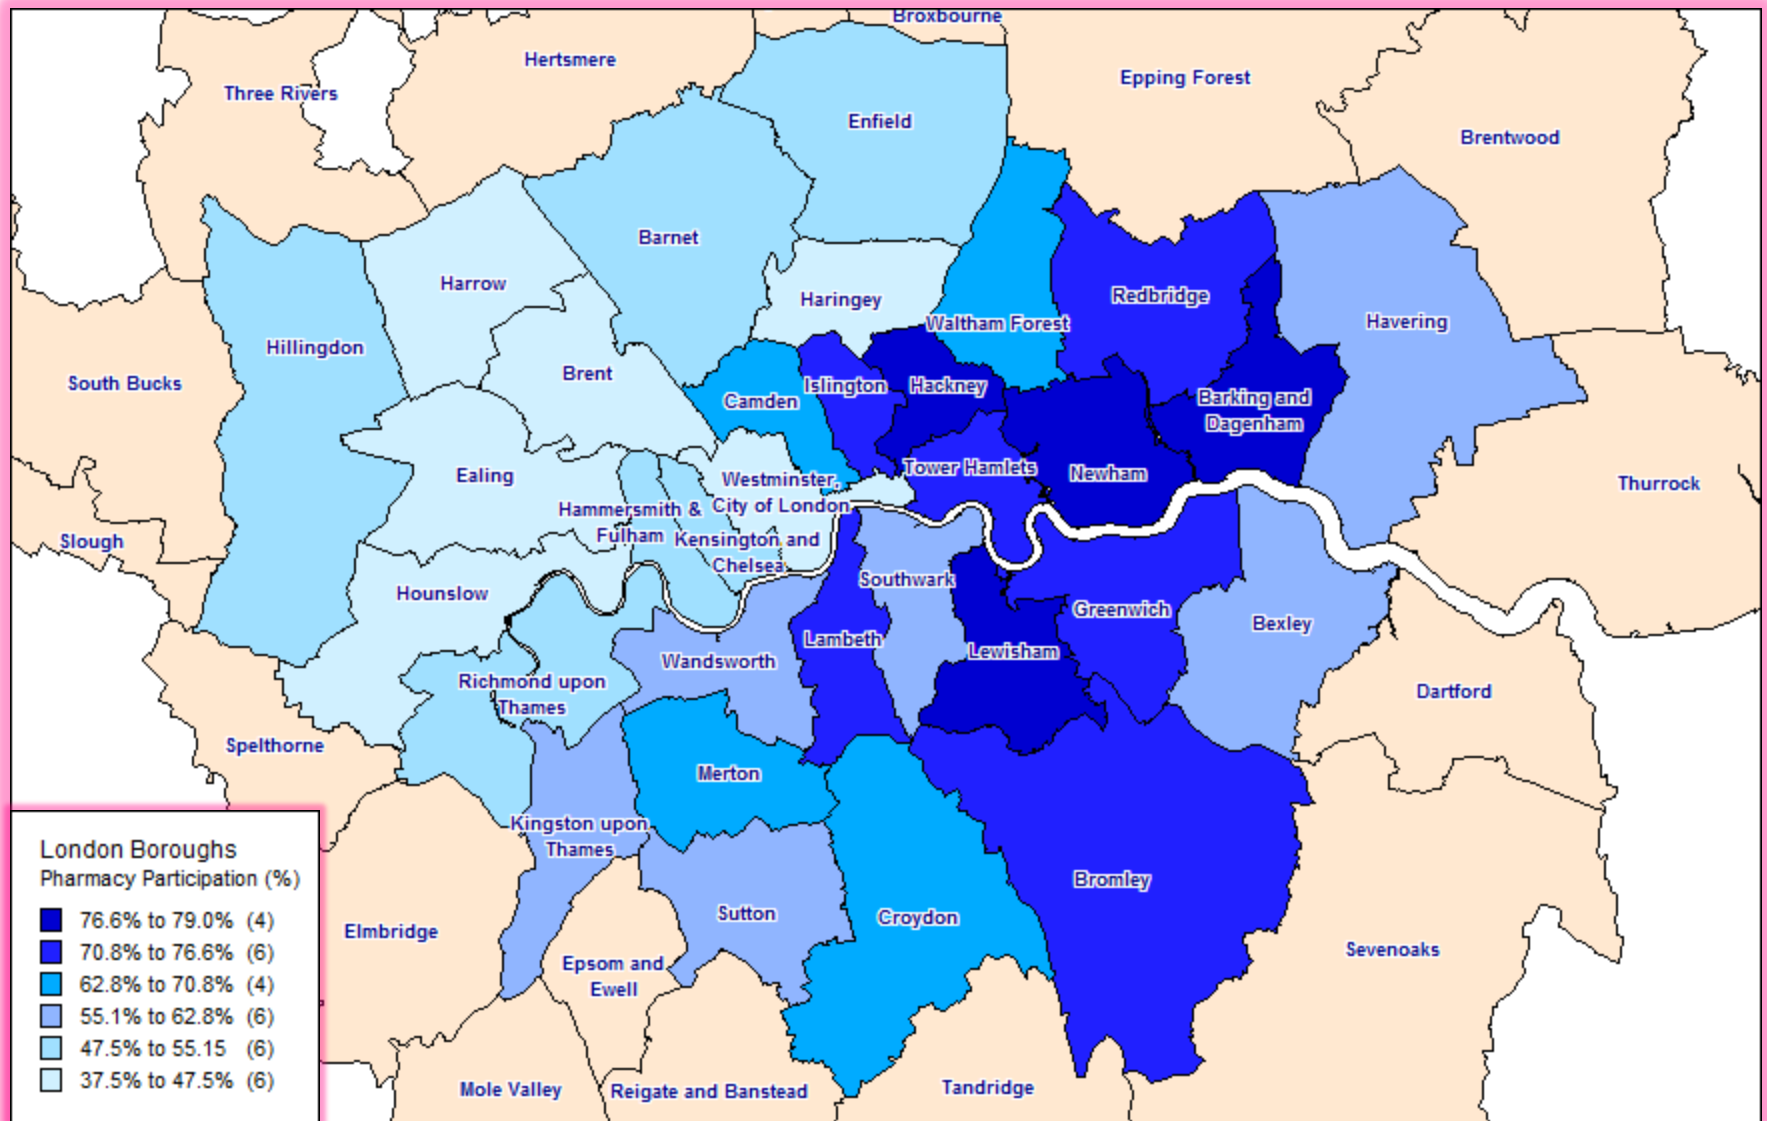 Broxbourne
Hertsmere
Epping Forest
Three Rivers
Enfield
Brentwood
Barnet
Harrow
Redbridge
Haringey
Havering
Waltham Forest
Hillingdon
Brent
South Bucks
Islington
Hackney
Camden
Barking and
Dagenham
Tower Hamlets
Newham
Ealing
Westminster,
City of London
Thurrock
Hammersmith &
Fulham
Kensington and
Chelsea
Slough
Southwark
Hounslow
Greenwich
Bexley
Lambeth
Lewisham
Wandsworth
Richmond upon
Thames
Dartford
Spelthorne
Merton
Kingston upon
Thames
Bromley
Sutton
Croydon
Elmbridge
Sevenoaks
Epsom and
Ewell
Mole Valley
Reigate and Banstead
Tandridge
London Boroughs
Pharmacy Participation (%)
76.6% to 79.0% (4)
70.8% to 76.6% (6)
62.8% to 70.8% (4)
55.1% to 62.8% (6)
47.5% to 55.15 (6)
37.5% to 47.5% (6)